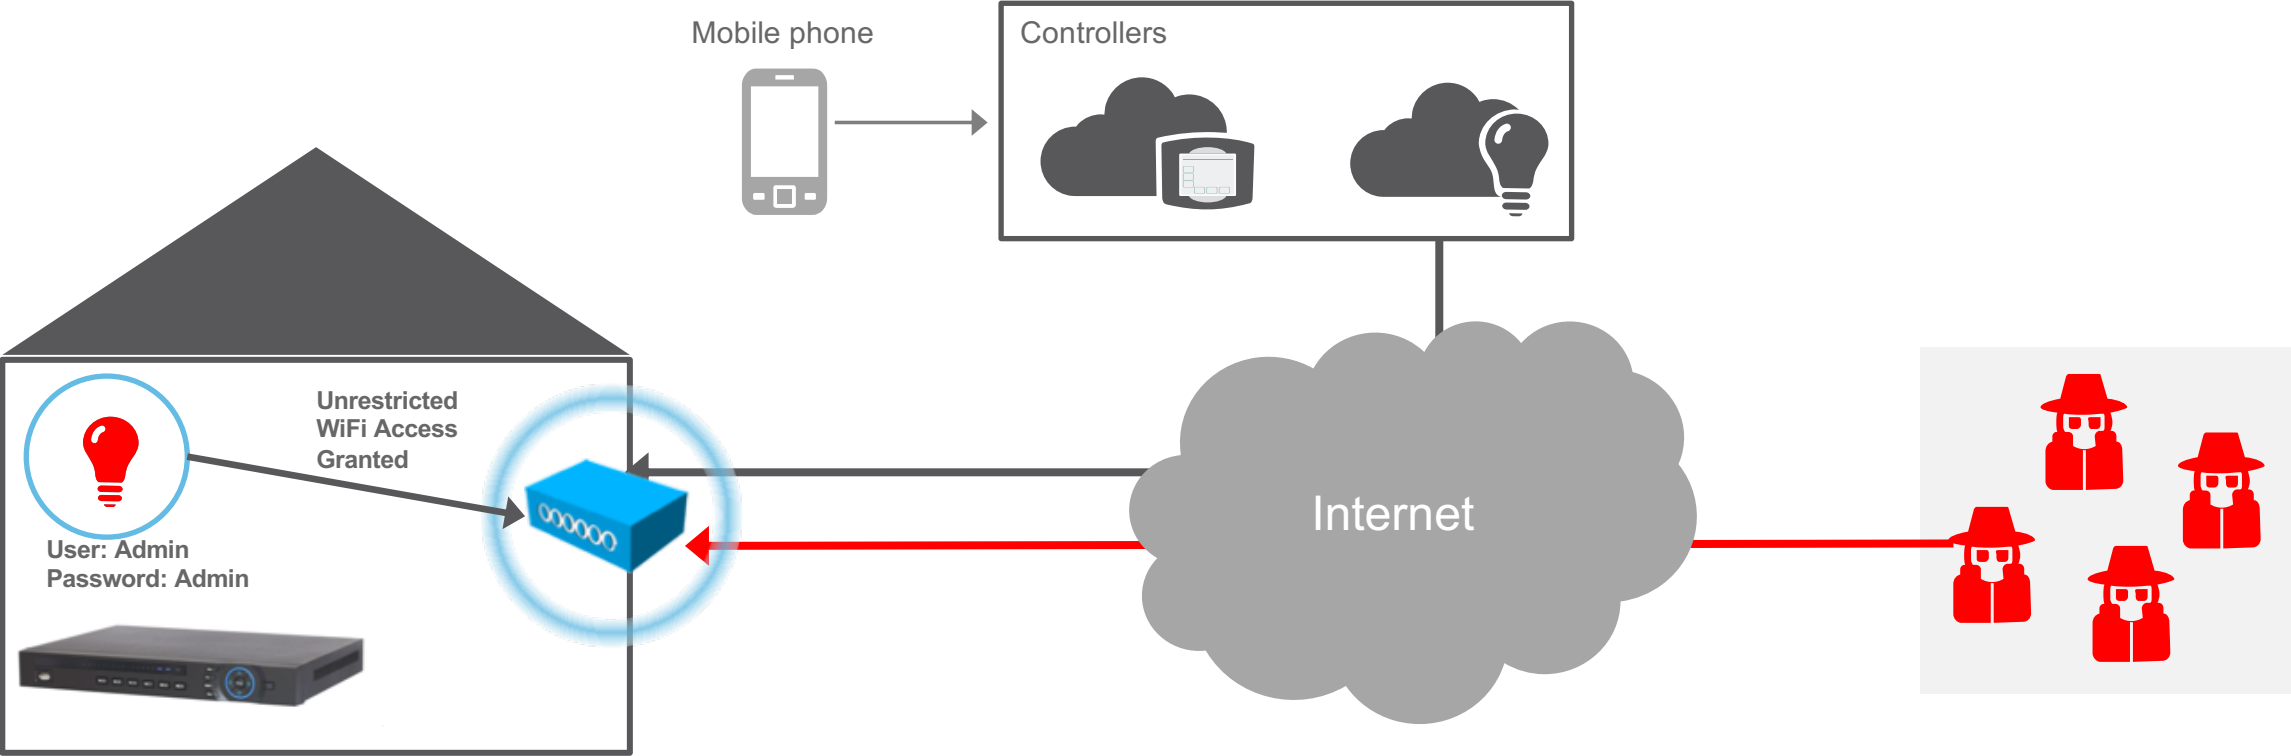 Mobile phone
Controllers
Unrestricted
WiFi Access
Granted
User: Admin
Password: Admin
Internet